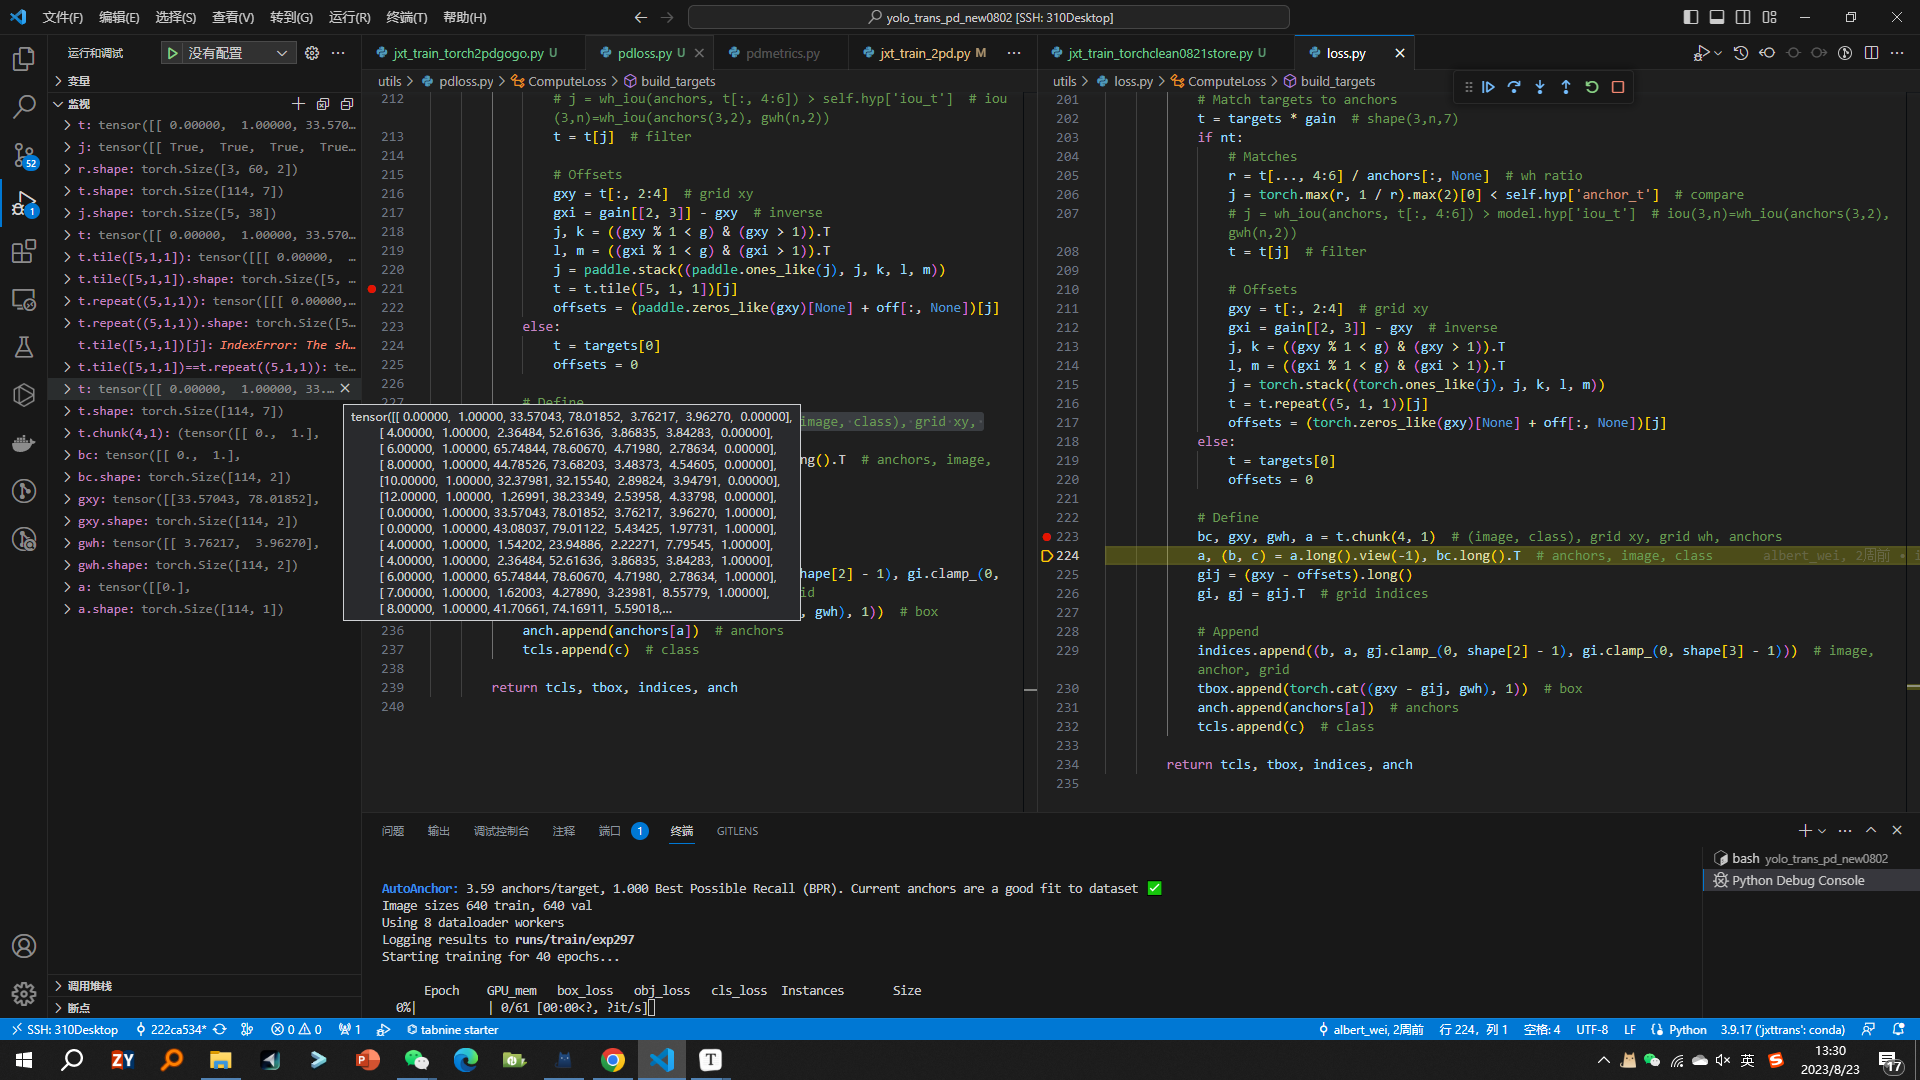 文件(F) 编辑(E) 选择(S) 查看(V) 转到(G) 运行(R) 终端(T) 帮助(H)
yolo_trans_pd_new0802 [SSH: 310Desktop]
运行和调试 没有配置
jxt_train_torch2pdgogo.py U pdloss.py U pdmetrics.py jxt_train_2pd.py M
jxt_train_torchclean0821store.py U loss.py
变量
监视
t: tensor([[ 0.00000,  1.00000, 33.570…
j: tensor([[ True,  True,  True,  True…
r.shape: torch.Size([3, 60, 2])
t.shape: torch.Size([114, 7])
j.shape: torch.Size([5, 38])
t: tensor([[ 0.00000,  1.00000, 33.570…
t.tile([5,1,1]): tensor([[[ 0.00000,  …
t.tile([5,1,1]).shape: torch.Size([5, …
t.repeat((5,1,1)): tensor([[[ 0.00000,…
t.repeat((5,1,1)).shape: torch.Size([5…
t.tile([5,1,1])[j]: IndexError: The sh…
t.tile([5,1,1])==t.repeat((5,1,1)): te…
t: tensor([[ 0.00000,  1.00000, 33.…
t.shape: torch.Size([114, 7])
t.chunk(4,1): (tensor([[ 0., 1.],
bc: tensor([[ 0., 1.],
bc.shape: torch.Size([114, 2])
gxy: tensor([[33.57043, 78.01852],
gxy.shape: torch.Size([114, 2])
gwh: tensor([[ 3.76217,  3.96270],
gwh.shape: torch.Size([114, 2])
a: tensor([[0.],
a.shape: torch.Size([114, 1])
调用堆栈
断点
utils > pdloss.py > ComputeLoss > build_targets
212 # j = wh_iou(anchors, t[:, 4:6]) > self.hyp['iou_t']  # iou
(3,n)=wh_iou(anchors(3,2), gwh(n,2))
213 t = t[j]  # filter
214
215 # Offsets
216 gxy = t[:, 2:4]  # grid xy
217 gxi = gain[[2, 3]] - gxy  # inverse
218 j, k = ((gxy % 1 < g) & (gxy > 1)).T
219 l, m = ((gxi % 1 < g) & (gxi > 1)).T
220 j = paddle.stack((paddle.ones_like(j), j, k, l, m))
221 t = t.tile([5, 1, 1])[j]
222 offsets = (paddle.zeros_like(gxy)[None] + off[:, None])[j]
223 else:
224 t = targets[0]
225 offsets = 0
226
227 # Define
image, class), grid xy,
ng().T  # anchors, image,
hape[2] - 1), gi.clamp_(0,
id
gwh), 1))  # box
tensor([[ 0.00000,  1.00000, 33.57043, 78.01852,  3.76217,  3.96270,  0.00000],
[ 4.00000,  1.00000,  2.36484, 52.61636,  3.86835,  3.84283,  0.00000],
[ 6.00000,  1.00000, 65.74844, 78.60670,  4.71980,  2.78634,  0.00000],
[ 8.00000,  1.00000, 44.78526, 73.68203,  3.48373,  4.54605,  0.00000],
[10.00000,  1.00000, 32.37981, 32.15540,  2.89824,  3.94791,  0.00000],
[12.00000,  1.00000,  1.26991, 38.23349,  2.53958,  4.33798,  0.00000],
[ 0.00000,  1.00000, 33.57043, 78.01852,  3.76217,  3.96270,  1.00000],
[ 0.00000,  1.00000, 43.08037, 79.01122,  5.43425,  1.97731,  1.00000],
[ 4.00000,  1.00000,  1.54202, 23.94886,  2.22271,  7.79545,  1.00000],
[ 4.00000,  1.00000,  2.36484, 52.61636,  3.86835,  3.84283,  1.00000],
[ 6.00000,  1.00000, 65.74844, 78.60670,  4.71980,  2.78634,  1.00000],
[ 7.00000,  1.00000,  1.62003,  4.27890,  3.23981,  8.55779,  1.00000],
[ 8.00000,  1.00000, 41.70661, 74.16911,  5.59018,...
236 anch.append(anchors[a])  # anchors
237 tcls.append(c)  # class
238
239 return tcls, tbox, indices, anch
240
utils > loss.py > ComputeLoss > build_targets
201 # Match targets to anchors
202 t = targets * gain  # shape(3,n,7)
203 if nt:
204 # Matches
205 r = t[..., 4:6] / anchors[:, None]  # wh ratio
206 j = torch.max(r, 1 / r).max(2)[0] < self.hyp['anchor_t']  # compare
207 # j = wh_iou(anchors, t[:, 4:6]) > model.hyp['iou_t']  # iou(3,n)=wh_iou(anchors(3,2),
gwh(n,2))
208 t = t[j]  # filter
209
210 # Offsets
211 gxy = t[:, 2:4]  # grid xy
212 gxi = gain[[2, 3]] - gxy  # inverse
213 j, k = ((gxy % 1 < g) & (gxy > 1)).T
214 l, m = ((gxi % 1 < g) & (gxi > 1)).T
215 j = torch.stack((torch.ones_like(j), j, k, l, m))
216 t = t.repeat((5, 1, 1))[j]
217 offsets = (torch.zeros_like(gxy)[None] + off[:, None])[j]
218 else:
219 t = targets[0]
220 offsets = 0
221
222 # Define
223 bc, gxy, gwh, a = t.chunk(4, 1)  # (image, class), grid xy, grid wh, anchors
224 a, (b, c) = a.long().view(-1), bc.long().T  # anchors, image, class albert_wei, 2周前 •
225 gij = (gxy - offsets).long()
226 gi, gj = gij.T  # grid indices
227
228 # Append
229 indices.append((b, a, gj.clamp_(0, shape[2] - 1), gi.clamp_(0, shape[3] - 1)))  # image,
anchor, grid
230 tbox.append(torch.cat((gxy - gij, gwh), 1))  # box
231 anch.append(anchors[a])  # anchors
232 tcls.append(c)  # class
233
234 return tcls, tbox, indices, anch
235
问题 输出 调试控制台 注释 端口 1 终端 GITLENS
AutoAnchor: 3.59 anchors/target, 1.000 Best Possible Recall (BPR). Current anchors are a good fit to dataset ✅
Image sizes 640 train, 640 val
Using 8 dataloader workers
Logging results to runs/train/exp297
Starting training for 40 epochs...
Epoch GPU_mem box_loss obj_loss cls_loss Instances Size
0%| | 0/61 [00:00<?, ?it/s]
bash yolo_trans_pd_new0802
Python Debug Console
52
1
SSH: 310Desktop 222ca534* 0 0 1 tabnine starter
albert_wei, 2周前 行 224，列 1 空格: 4 UTF-8 LF Python 3.9.17 ('jxttrans': conda)
ZY
T
英
13:30
2023/8/23
17